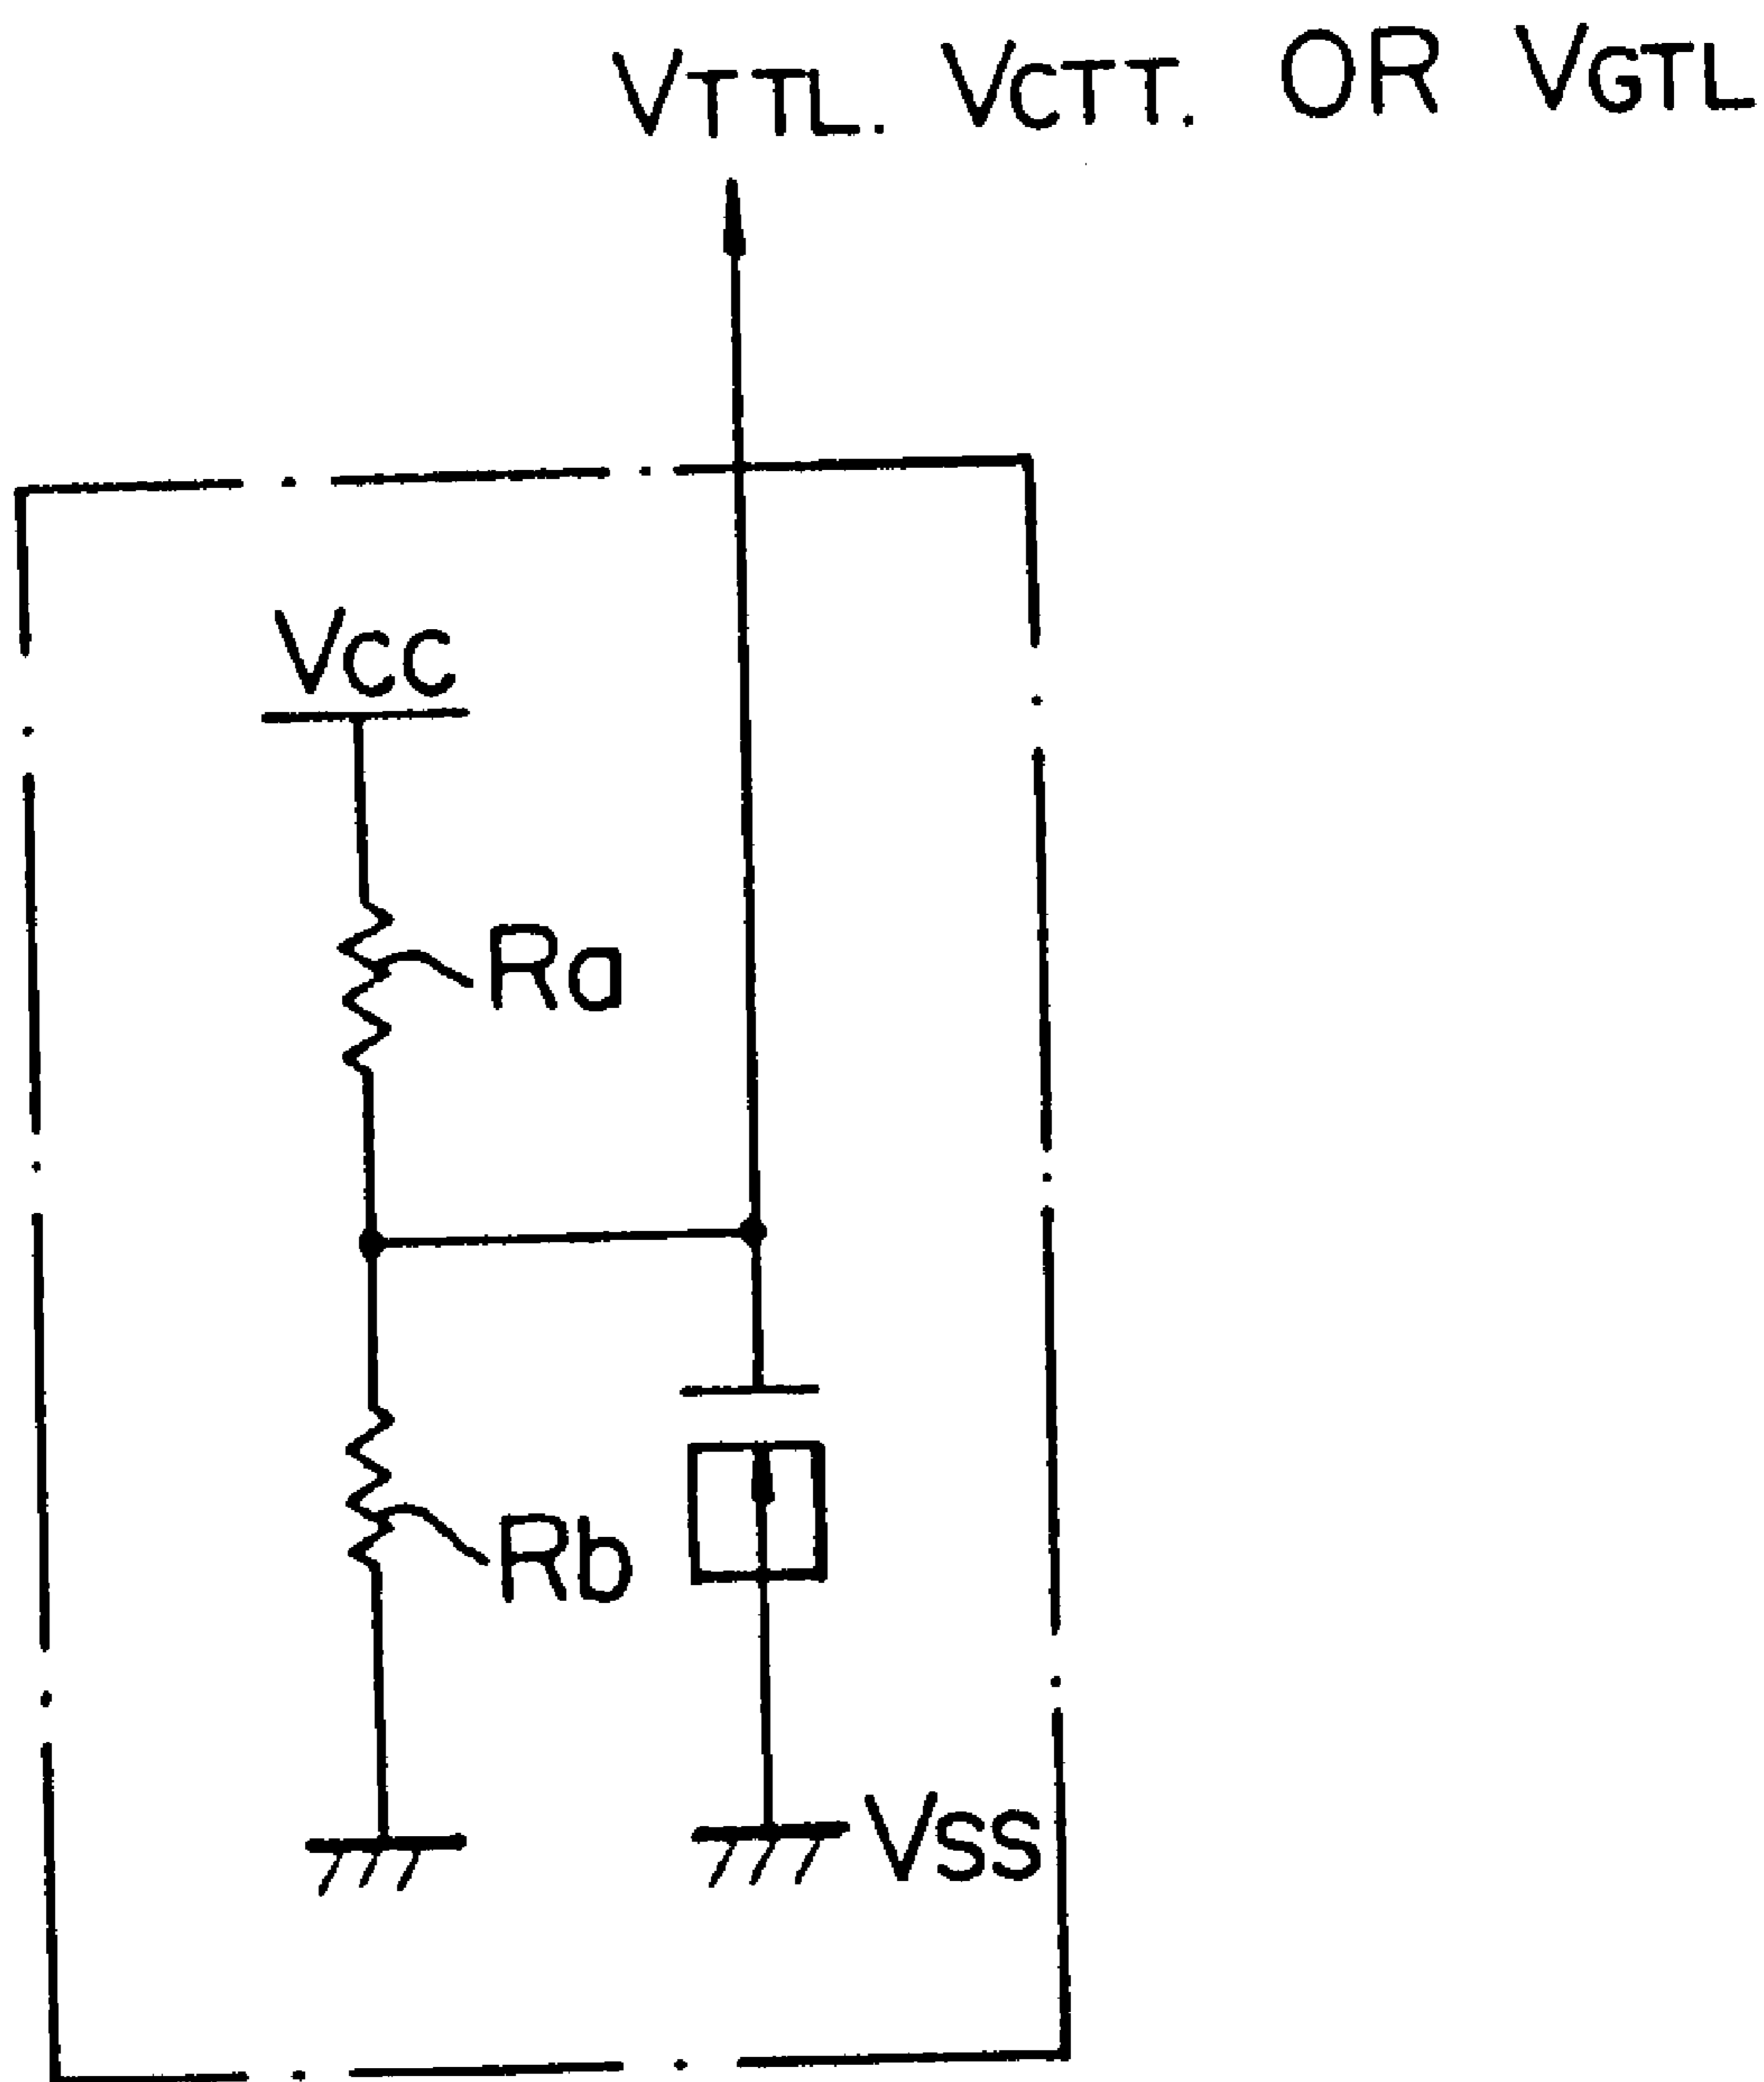 VTTL. VCTT. OR VGTL
VCC
Ra
Rb
VSS